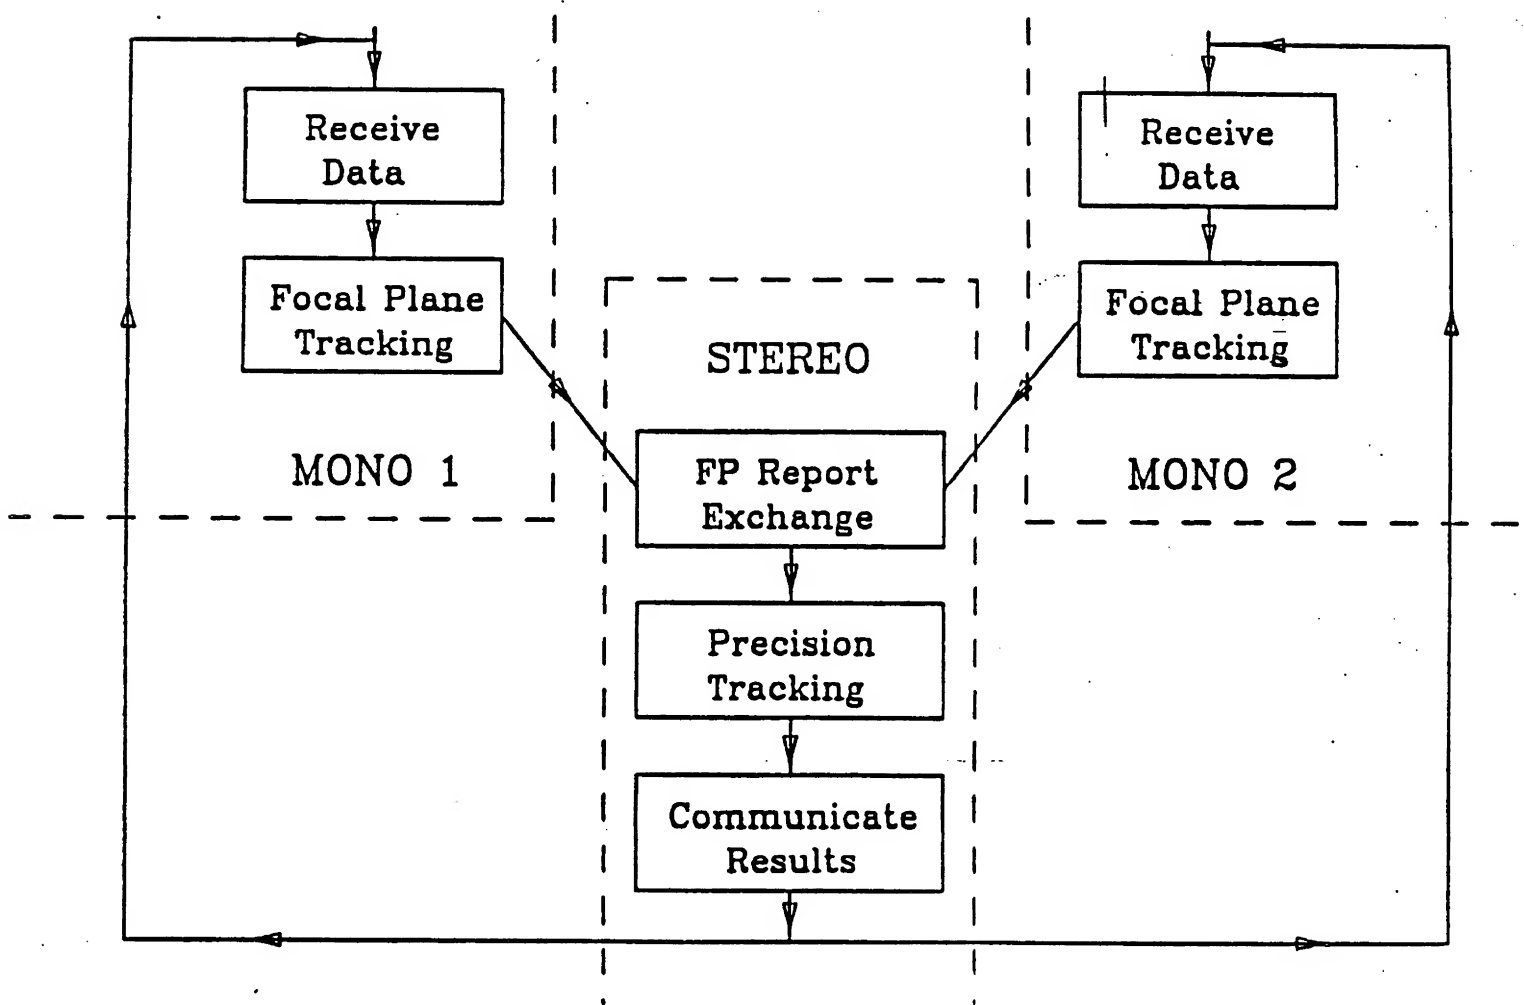 Receive
Data
Focal Plane
Tracking
MONO 1
Receive
Data
Focal Plane
Tracking
MONO 2
STEREO
FP Report
Exchange
Precision
Tracking
Communicate
Results